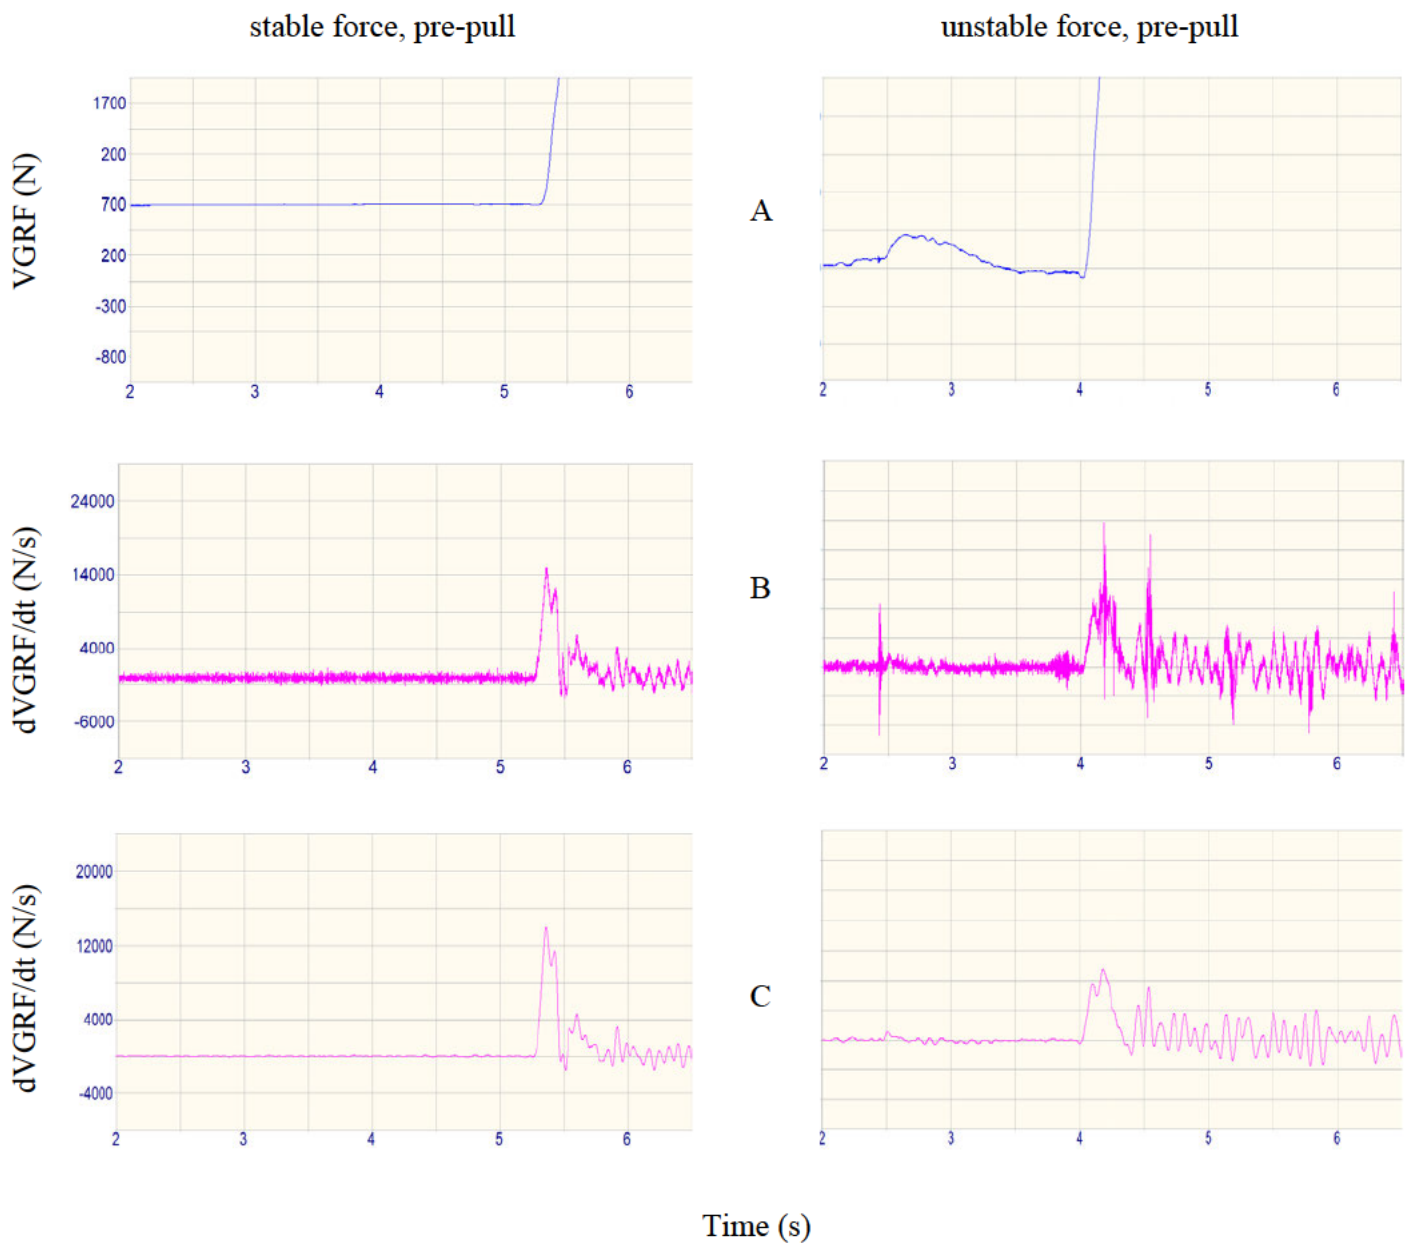 stable force, pre-pull
unstable force, pre-pull
VGRF (N)
1700
200
700
200
-300
-800
2 3 4 5 6
A
2 3 4 5 6
dVGRF/dt (N/s)
24000
14000
4000
-6000
2 3 4 5 6
B
2 3 4 5 6
dVGRF/dt (N/s)
20000
12000
4000
-4000
2 3 4 5 6
C
2 3 4 5 6
Time (s)